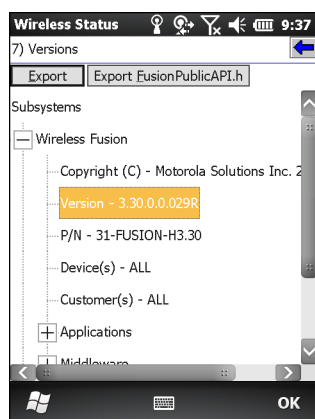 Wireless Status 9:37
7) Versions
Export Export FusionPublicAPI.h
Subsystems
Wireless Fusion
Copyright (C) - Motorola Solutions Inc. 2
Version - 3.30.0.0.029R
P/N - 31-FUSION-H3.30
Device(s) - ALL
Customer(s) - ALL
Applications
Middleware
OK